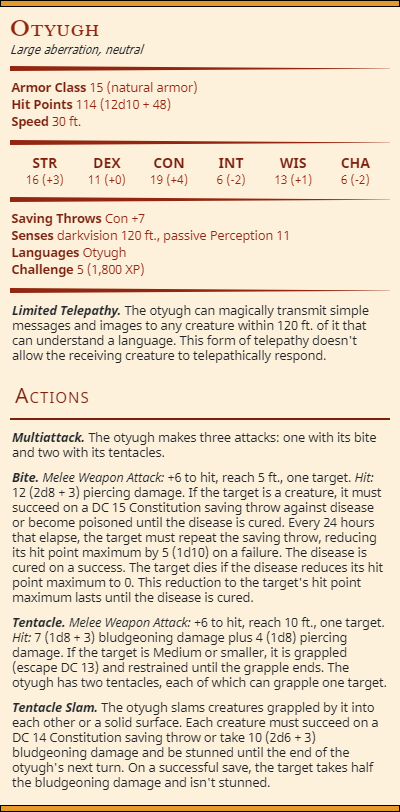 Otyugh
Large aberration, neutral
Armor Class 15 (natural armor)
Hit Points 114 (12d10 + 48)
Speed 30 ft.
STR DEX CON INT WIS CHA
16 (+3) 11 (+0) 19 (+4) 6 (-2) 13 (+1) 6 (-2)
Saving Throws Con +7
Senses darkvision 120 ft., passive Perception 11
Languages Otyugh
Challenge 5 (1,800 XP)
Limited Telepathy. The otyugh can magically transmit simple
messages and images to any creature within 120 ft. of it that
can understand a language. This form of telepathy doesn't
allow the receiving creature to telepathically respond.
Actions
Multiattack. The otyugh makes three attacks: one with its bite
and two with its tentacles.
Bite. Melee Weapon Attack: +6 to hit, reach 5 ft., one target. Hit:
12 (2d8 + 3) piercing damage. If the target is a creature, it must
succeed on a DC 15 Constitution saving throw against disease
or become poisoned until the disease is cured. Every 24 hours
that elapse, the target must repeat the saving throw, reducing
its hit point maximum by 5 (1d10) on a failure. The disease is
cured on a success. The target dies if the disease reduces its hit
point maximum to 0. This reduction to the target's hit point
maximum lasts until the disease is cured.
Tentacle. Melee Weapon Attack: +6 to hit, reach 10 ft., one target.
Hit: 7 (1d8 + 3) bludgeoning damage plus 4 (1d8) piercing
damage. If the target is Medium or smaller, it is grappled
(escape DC 13) and restrained until the grapple ends. The
otyugh has two tentacles, each of which can grapple one target.
Tentacle Slam. The otyugh slams creatures grappled by it into
each other or a solid surface. Each creature must succeed on a
DC 14 Constitution saving throw or take 10 (2d6 + 3)
bludgeoning damage and be stunned until the end of the
otyugh's next turn. On a successful save, the target takes half
the bludgeoning damage and isn't stunned.